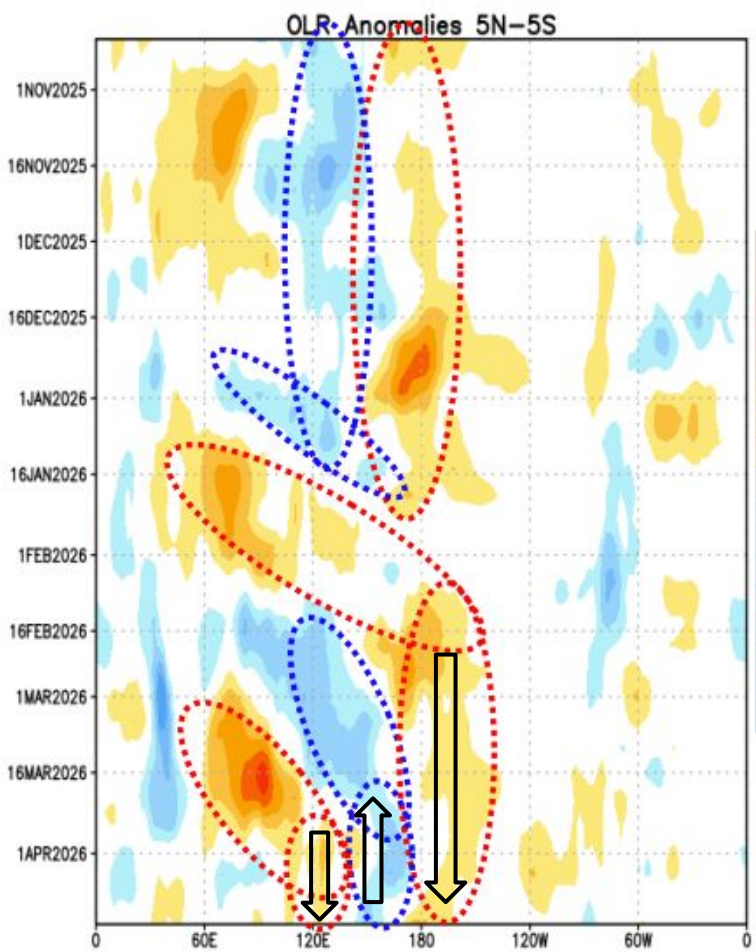 OLR Anomalies 5N-5S
1NOV2025
16NOV2025
1DEC2025
16DEC2025
1JAN2026
16JAN2026
1FEB2026
16FEB2026
1MAR2026
16MAR2026
1APR2026
0 60E 120E 180 120W 60W 0